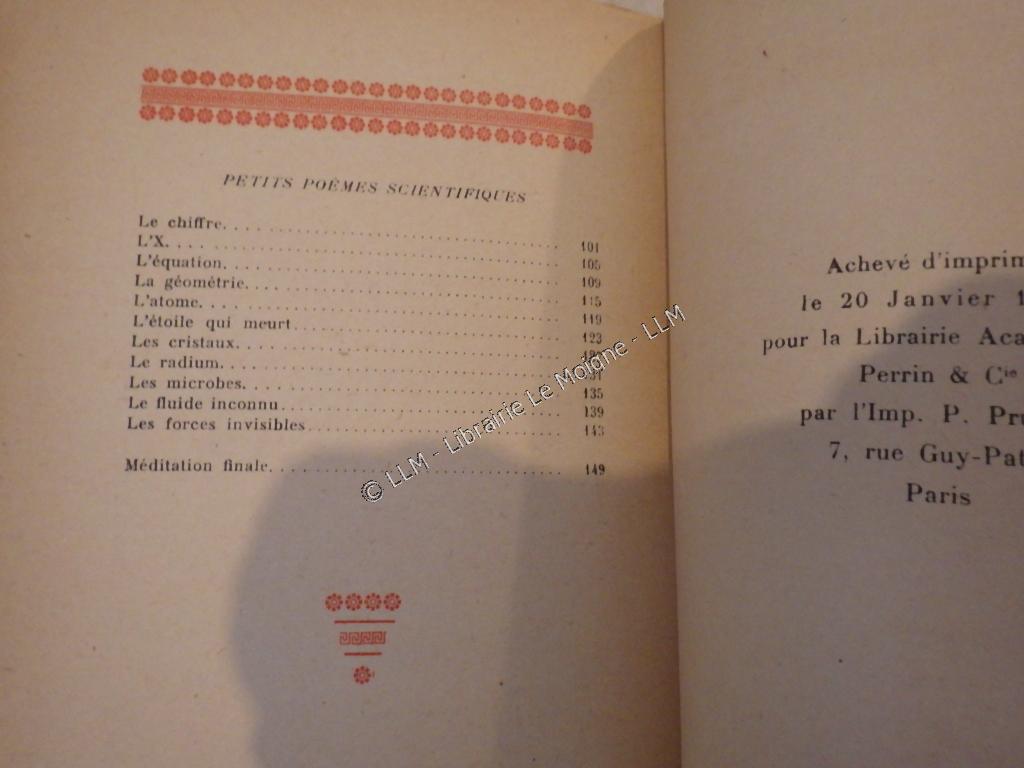 PETITS POÈMES SCIENTIFIQUES
Le chiffre. . . . . . . . . . . . . . . . . . . . . . . . . . . . . . 101
L'X. . . . . . . . . . . . . . . . . . . . . . . . . . . . . . 105
L'équation. . . . . . . . . . . . . . . . . . . . . . . . . . . . . . 109
La géométrie. . . . . . . . . . . . . . . . . . . . . . . . . . . . . . 115
L'atome. . . . . . . . . . . . . . . . . . . . . . . . . . . . . . 119
L'étoile qui meurt. . . . . . . . . . . . . . . . . . . . . . . . . 123
Les cristaux. . . . . . . . . . . . . . . . . . . . . . . . . . . . . .
Le radium. . . . . . . . . . . . . . . . . . . . . . . . . . . . . .
Les microbes. . . . . . . . . . . . . . . . . . . . . . . . . . . . . . 135
Le fluide inconnu. . . . . . . . . . . . . . . . . . . . . . . . . 139
Les forces invisibles. . . . . . . . . . . . . . . . . . . . . . . 143
Méditation finale. . . . . . . . . . . . . . . . . . . . . . . . . 149
Achevé d'imprim
le 20 Janvier 1
pour la Librairie Aca
Perrin & Cie
par l'Imp. P. Pru
7, rue Guy-Pat
Paris
© LLM - Librairie Le Moigne - LLM